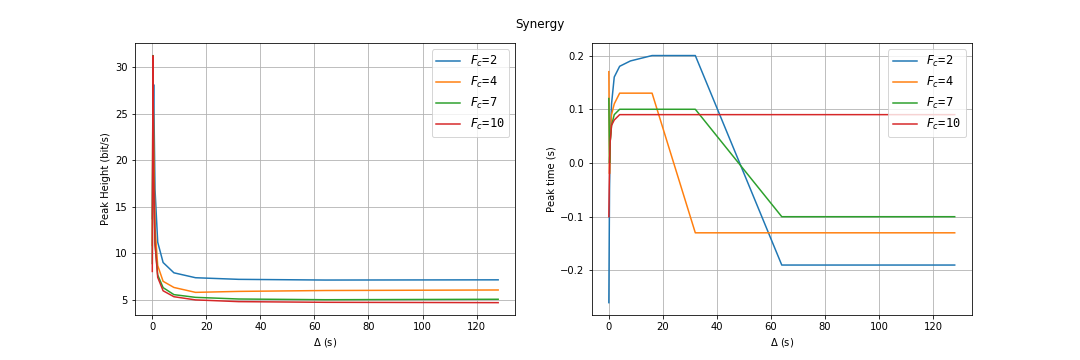 Synergy
Peak Height (bit/s)
30
25
20
15
10
5
0
20
40
60
80
100
120
Δ (s)
F_c=2
F_c=4
F_c=7
F_c=10
Peak time (s)
0.2
0.1
0.0
−0.1
−0.2
0
20
40
60
80
100
120
Δ (s)
F_c=2
F_c=4
F_c=7
F_c=10